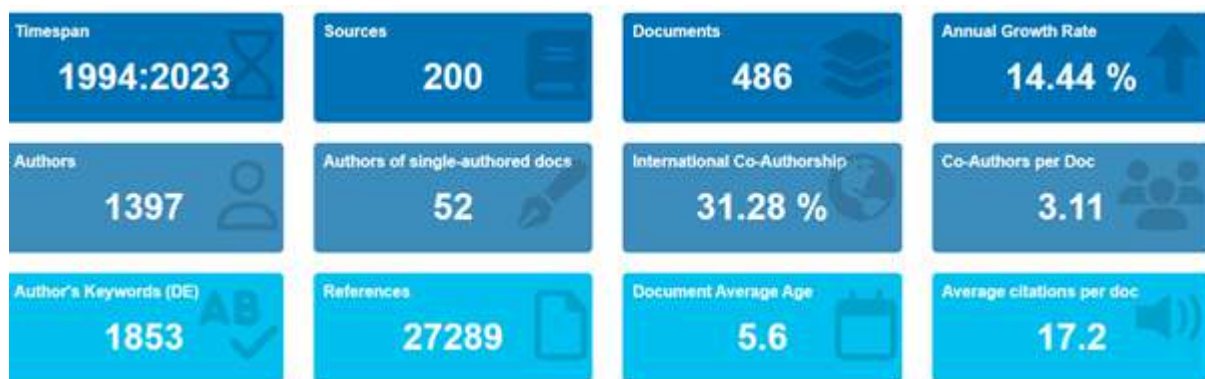 Timespan
1994:2023
Sources
200
Documents
486
Annual Growth Rate
14.44 %
Authors
1397
Authors of single-authored docs
52
International Co-Authorship
31.28 %
Co-Authors per Doc
3.11
Author's Keywords (DE)
1853
AB
References
27289
Document Average Age
5.6
Average citations per doc
17.2